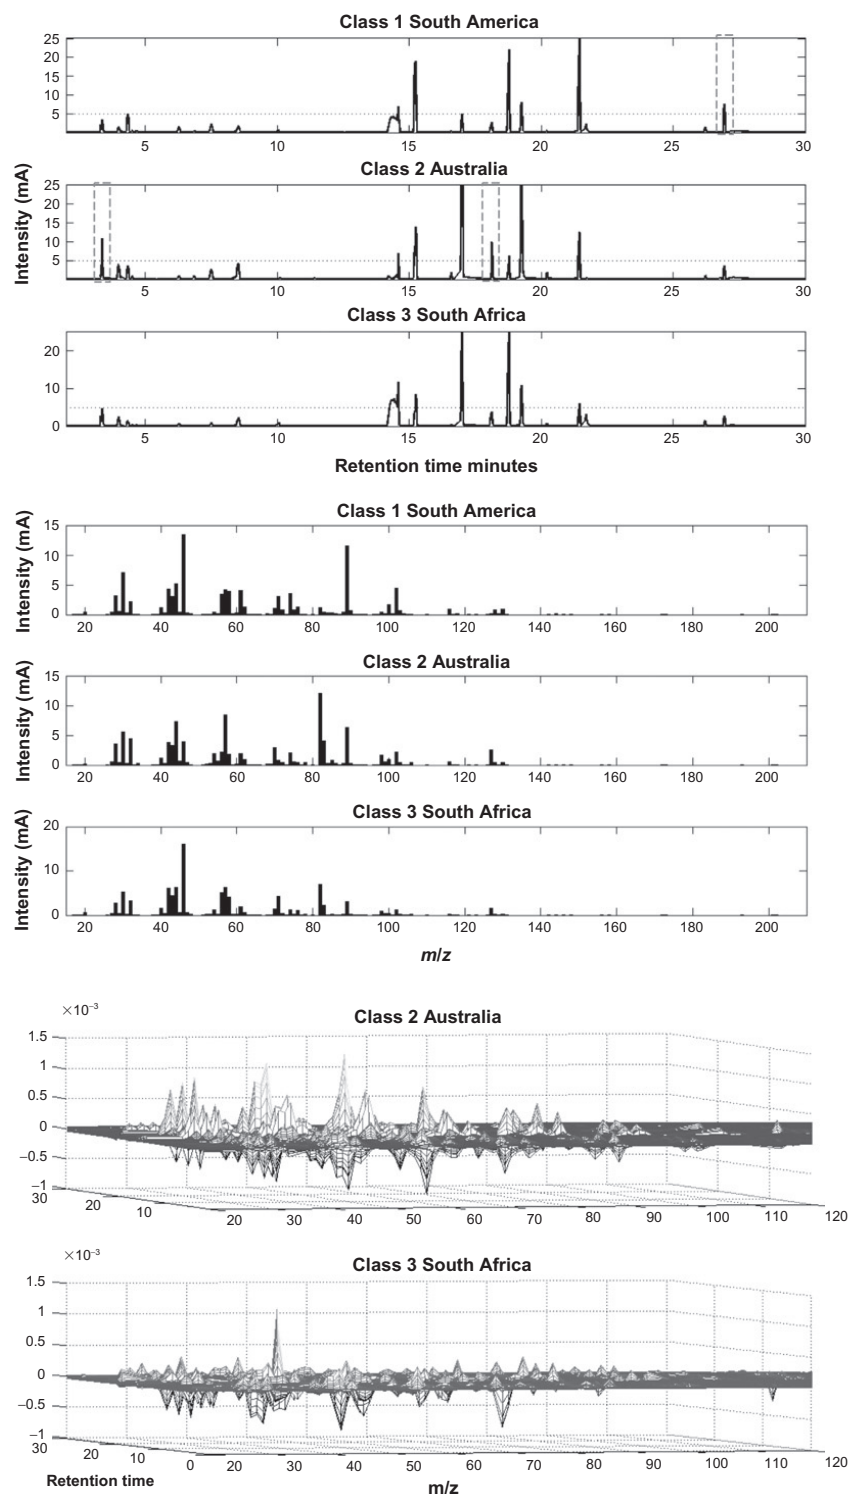 Class 1 South America
25
20
15
10
5
5 10 15 20 25 30
Class 2 Australia
Intensity (mA)
25
20
15
10
5
5 10 15 20 25 30
Class 3 South Africa
20
10
0
5 10 15 20 25 30
Retention time minutes
Class 1 South America
Intensity (mA)
15
10
5
0
20 40 60 80 100 120 140 160 180 200
Class 2 Australia
Intensity (mA)
15
10
5
0
20 40 60 80 100 120 140 160 180 200
Class 3 South Africa
Intensity (mA)
20
10
0
20 40 60 80 100 120 140 160 180 200
m/z
×10⁻³
Class 2 Australia
1.5
1
0.5
0
−0.5
−1
30 20 10 20 30 40 50 60 70 80 90 100 110 120
Class 3 South Africa
×10⁻³
1.5
1
0.5
0
−0.5
−1
30 20 10 0 20 30 40 50 60 70 80 90 100 110 120
Retention time
m/z